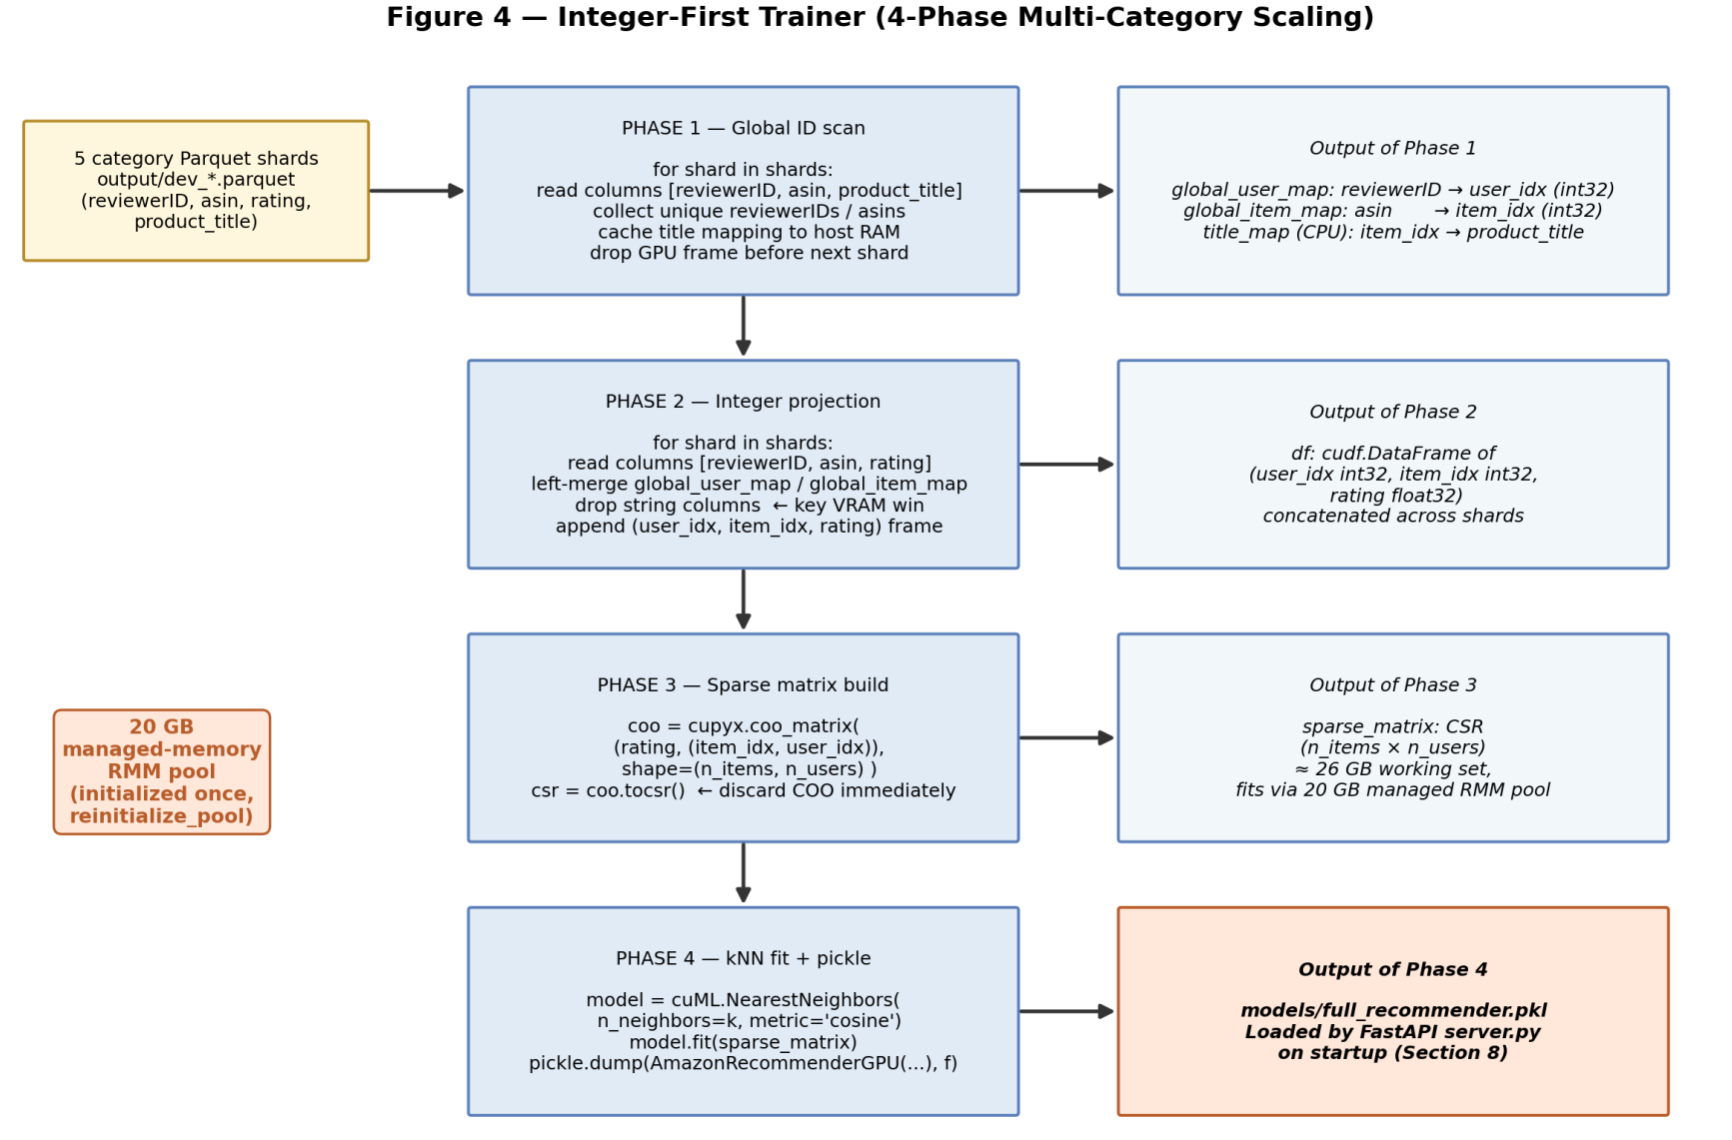 Figure 4 — Integer-First Trainer (4-Phase Multi-Category Scaling)
5 category Parquet shards
output/dev_*.parquet
(reviewerID, asin, rating,
product_title)
PHASE 1 — Global ID scan
for shard in shards:
read columns [reviewerID, asin, product_title]
collect unique reviewerIDs / asins
cache title mapping to host RAM
drop GPU frame before next shard
Output of Phase 1
global_user_map: reviewerID → user_idx (int32)
global_item_map: asin → item_idx (int32)
title_map (CPU): item_idx → product_title
PHASE 2 — Integer projection
for shard in shards:
read columns [reviewerID, asin, rating]
left-merge global_user_map / global_item_map
drop string columns ← key VRAM win
append (user_idx, item_idx, rating) frame
Output of Phase 2
df: cudf.DataFrame of
(user_idx int32, item_idx int32,
rating float32)
concatenated across shards
20 GB
managed-memory
RMM pool
(initialized once,
reinitialize_pool)
PHASE 3 — Sparse matrix build
coo = cupyx.coo_matrix(
(rating, (item_idx, user_idx)),
shape=(n_items, n_users) )
csr = coo.tocsr() ← discard COO immediately
Output of Phase 3
sparse_matrix: CSR
(n_items × n_users)
≈ 26 GB working set,
fits via 20 GB managed RMM pool
PHASE 4 — kNN fit + pickle
model = cuML.NearestNeighbors(
n_neighbors=k, metric='cosine')
model.fit(sparse_matrix)
pickle.dump(AmazonRecommenderGPU(...), f)
Output of Phase 4
models/full_recommender.pkl
Loaded by FastAPI server.py
on startup (Section 8)